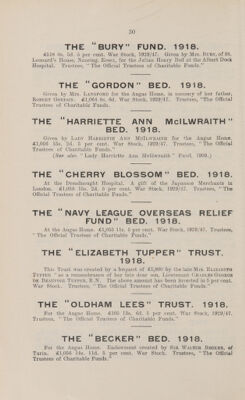 30
THE "BURY" FUND. 1918.
£518 8s. 5d. 5 per cent. War Stock, 1929/47. Given by Mrs. BURY, of St.
Leonard's House, Nazeing, Essex, for the Julian Henry Bed at the Albert Dock
Hospital. Trustees, "The Official Trustees of Charitable Funds."
THE "GORDON" BED. 1918.
Given by Mrs. LANGFORD for the Angas Home, in memory of her father,
ROBERT GORDON. £1,064 8s. 6d. War Stock, 1929/47. Trustees, "The Official
Trustees of Charitable Funds."
THE "HARRIETTE ANN McILWRAITH"
BED. 1918.
Given by LADY HARRIETTE ANN McILWRAITH for the Angas Home.
£1,066 15s. 2d. 5 per cent. War Stock, 1929/47. Trustees, "The Official
Trustees of Charitable Funds."
(See also "Lady Harriette Ann McIlwraith" Fund, 1909.)
THE "CHERRY BLOSSOM" BED. 1918.
At the Dreadnought Hospital. A gift of the Japanese Merchants in
London. £1,056 18s. 2d. 5 per cent. War Stock, 1929/47. Trustees, "The
Official Trustees of Charitable Funds."
THE "NAVY LEAGUE OVERSEAS RELIEF
FUND" BED. 1918.
At the Angas Home. £1,055 11s. 5 per cent. War Stock, 1929/47. Trustees,
"The Official Trustees of Charitable Funds."
THE "ELIZABETH TUPPER" TRUST.
1918.
This Trust was created by a bequest of £3,800 by the late Mrs. ELIZABETH
TUPPER "as a remembrance of her late dear son, Lieutenant CHARLES GORDON
DE BEAUVOIR TUPPER, R.N. The above amount has been invested in 5 per cent.
War Stock. Trustees, "The Official Trustees of Charitable Funds."
THE "OLDHAM LEES" TRUST. 1918.
For the Angas Home. £105 15s. 6d. 5 per cent. War Stock, 1929/47.
Trustees, "The Official Trustees of Charitable Funds."
THE "BECKER" BED. 1918.
For the Angas Home. Endowment created by SIR WALTER BECKER, of
Turin. £1,056 14s. 11d. 5 per cent. War Stock. Trustees, "The Official
Trustees of Charitable Funds."